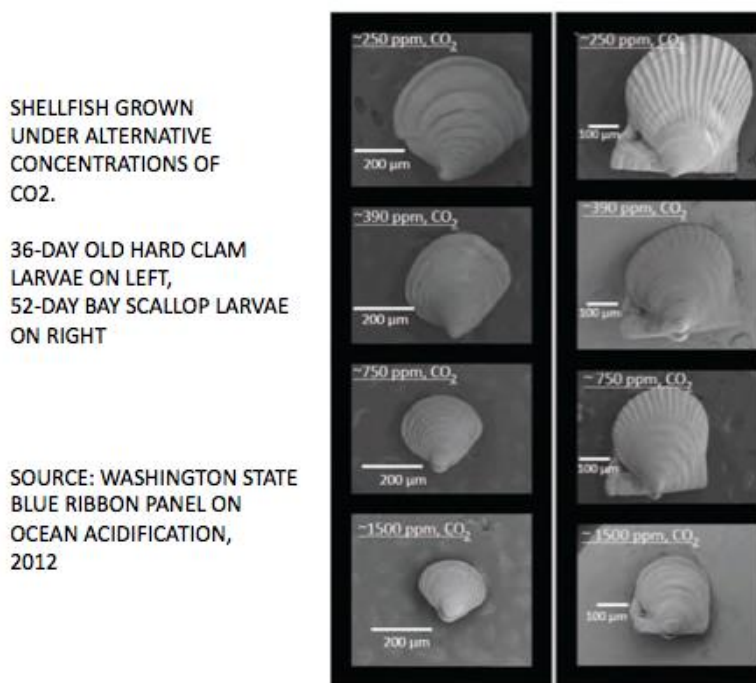 SHELLFISH GROWN
UNDER ALTERNATIVE
CONCENTRATIONS OF
CO2.
36-DAY OLD HARD CLAM
LARVAE ON LEFT,
52-DAY BAY SCALLOP LARVAE
ON RIGHT
SOURCE: WASHINGTON STATE
BLUE RIBBON PANEL ON
OCEAN ACIDIFICATION,
2012
~250 ppm, CO₂
200 µm
~390 ppm, CO₂
200 µm
~750 ppm, CO₂
200 µm
~1500 ppm, CO₂
200 µm
~250 ppm, CO₂
100 µm
~390 ppm, CO₂
100 µm
~ 750 ppm, CO₂
100 µm
~ 1500 ppm, CO₂
100 µm